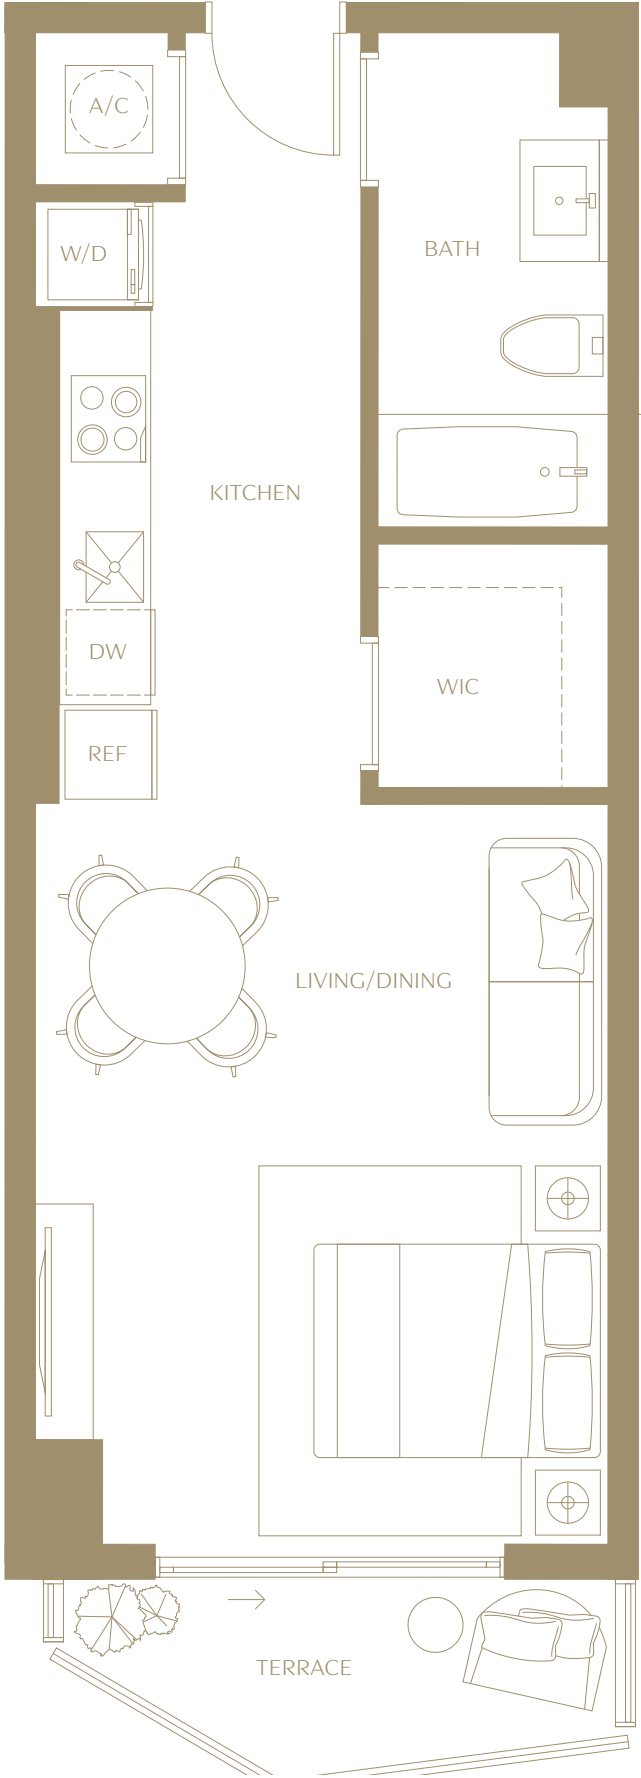 A/C
BATH
W/D
KITCHEN
DW
WIC
REF
LIVING/DINING
TERRACE